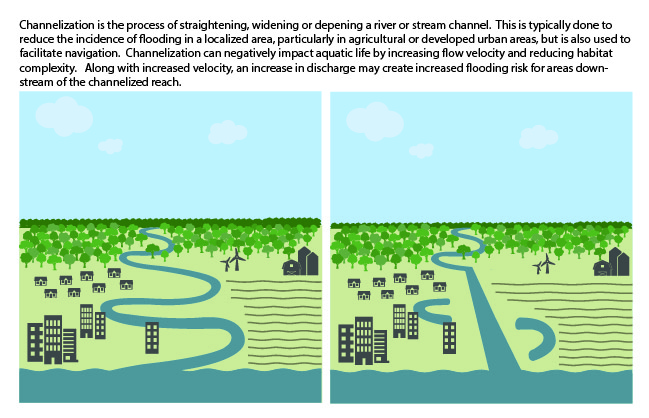 Channelization is the process of straightening, widening or depening a river or stream channel.  This is typically done to
reduce the incidence of flooding in a localized area, particularly in agricultural or developed urban areas, but is also used to
facilitate navigation.  Channelization can negatively impact aquatic life by increasing flow velocity and reducing habitat
complexity.   Along with increased velocity, an increase in discharge may create increased flooding risk for areas down-
stream of the channelized reach.